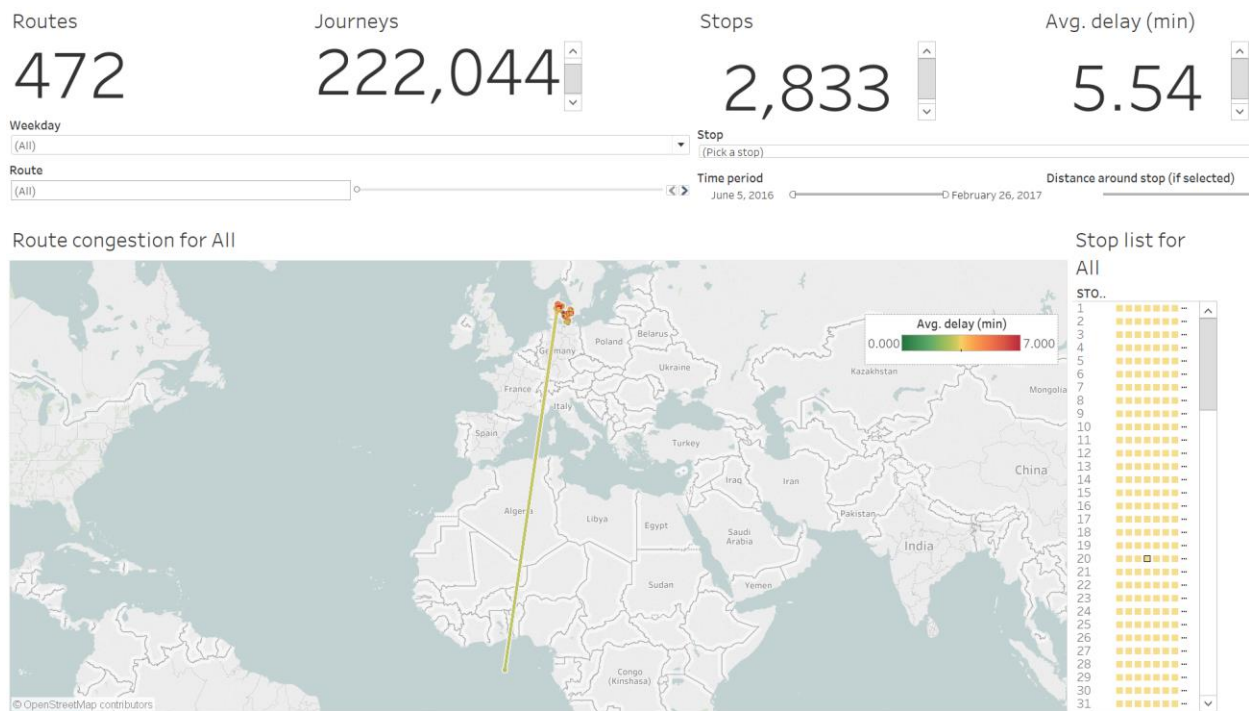 Routes
Journeys
Stops
Avg. delay (min)
472
222,044
2,833
5.54
Weekday
(All)
Stop
(Pick a stop)
Route
(All)
Time period
June 5, 2016
February 26, 2017
Distance around stop (if selected)
Route congestion for All
Stop list for
All
STO..
Avg. delay (min)
0.000
7.000
Belarus
Poland
Germany
Ukraine
Kazakhstan
France
Mongolia
Italy
Spain
Turkey
China
Iraq
Iran
Algeria
Libya
Egypt
Pakistan
Saudi
Arabia
India
Sudan
Yemen
Congo
(Kinshasa)
© OpenStreetMap contributors
1
2
3
4
5
6
7
8
9
10
11
12
13
14
15
16
17
18
19
20
21
22
23
24
25
26
27
28
29
30
31